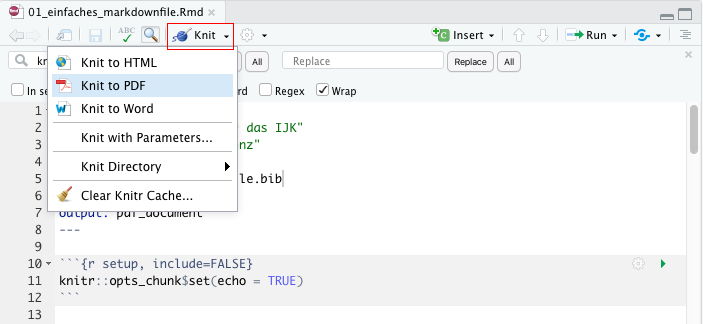 01_einfaches_markdownfile.Rmd
ABC Knit Insert Run
kn All Replace Replace All
In se rd Regex Wrap
Knit to HTML
Knit to PDF
Knit to Word
Knit with Parameters...
Knit Directory
Clear Knitr Cache...
1
2 das IJK"
3 nz"
4
5 le.bib
6
7 output: pdf_document
8 ---
9
10 ```{r setup, include=FALSE}
11 knitr::opts_chunk$set(echo = TRUE)
12 ```
13